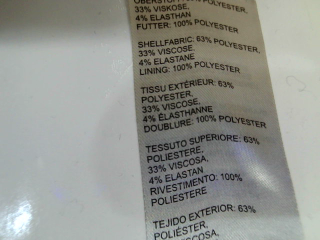 33% VISKOSE,
4% ELASTHAN
FUTTER: 100% POLYESTER
SHELLFABRIC: 63% POLYESTER,
33% VISCOSE,
4% ELASTANE
LINING: 100% POLYESTER
TISSU EXTÉRIEUR: 63%
POLYESTER,
33% VISCOSE,
4% ÉLASTHANNE
DOUBLURE: 100% POLYESTER
TESSUTO SUPERIORE: 63%
POLIESTERE,
33% VISCOSA,
4% ELASTAN
RIVESTIMENTO: 100%
POLIESTERE
TEJIDO EXTERIOR: 63%
POLIÉSTER,
VISCOSA,